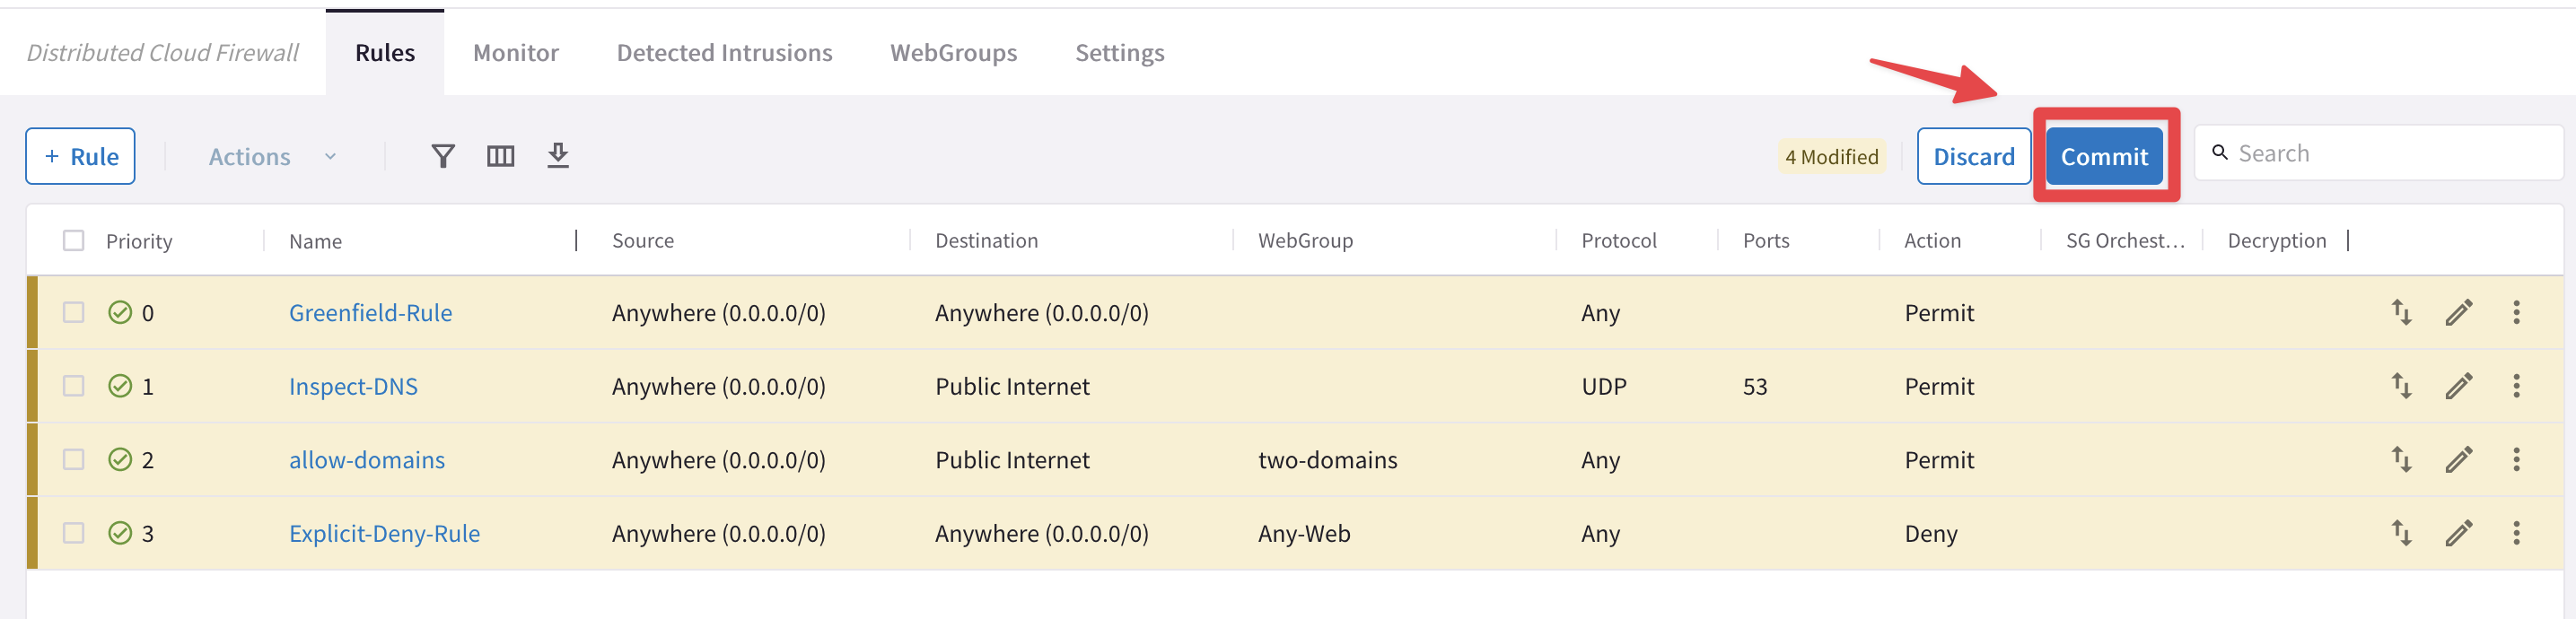 Distributed Cloud Firewall Rules Monitor Detected Intrusions WebGroups Settings
+ Rule Actions 4 Modified Discard Commit Search
Priority Name Source Destination WebGroup Protocol Ports Action SG Orchest... Decryption
0 Greenfield-Rule Anywhere (0.0.0.0/0) Anywhere (0.0.0.0/0) Any Permit
1 Inspect-DNS Anywhere (0.0.0.0/0) Public Internet UDP 53 Permit
2 allow-domains Anywhere (0.0.0.0/0) Public Internet two-domains Any Permit
3 Explicit-Deny-Rule Anywhere (0.0.0.0/0) Anywhere (0.0.0.0/0) Any-Web Any Deny